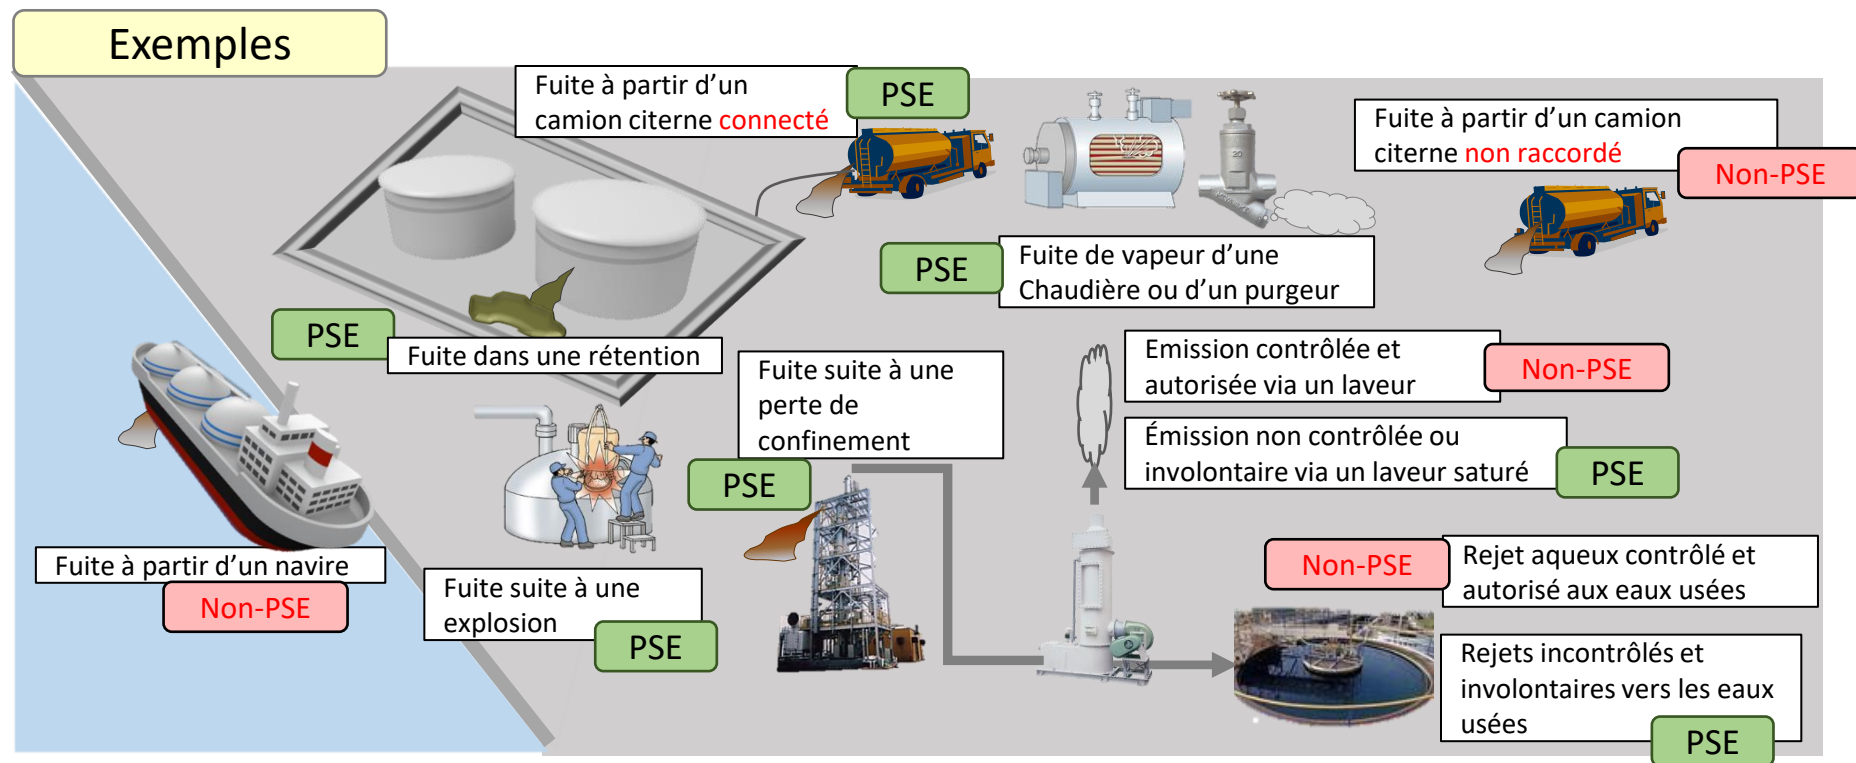 Exemples
Fuite à partir d’un
camion citerne connecté
PSE
Fuite à partir d’un camion
citerne non raccordé
Non-PSE
PSE
Fuite de vapeur d’une
Chaudière ou d’un purgeur
PSE
Fuite dans une rétention
Fuite suite à une
perte de
confinement
PSE
Emission contrôlée et
autorisée via un laveur
Non-PSE
Émission non contrôlée ou
involontaire via un laveur saturé
PSE
Fuite à partir d’un navire
Non-PSE
Fuite suite à une
explosion
PSE
Non-PSE
Rejet aqueux contrôlé et
autorisé aux eaux usées
Rejets incontrôlés et
involontaires vers les eaux
usées
PSE
20